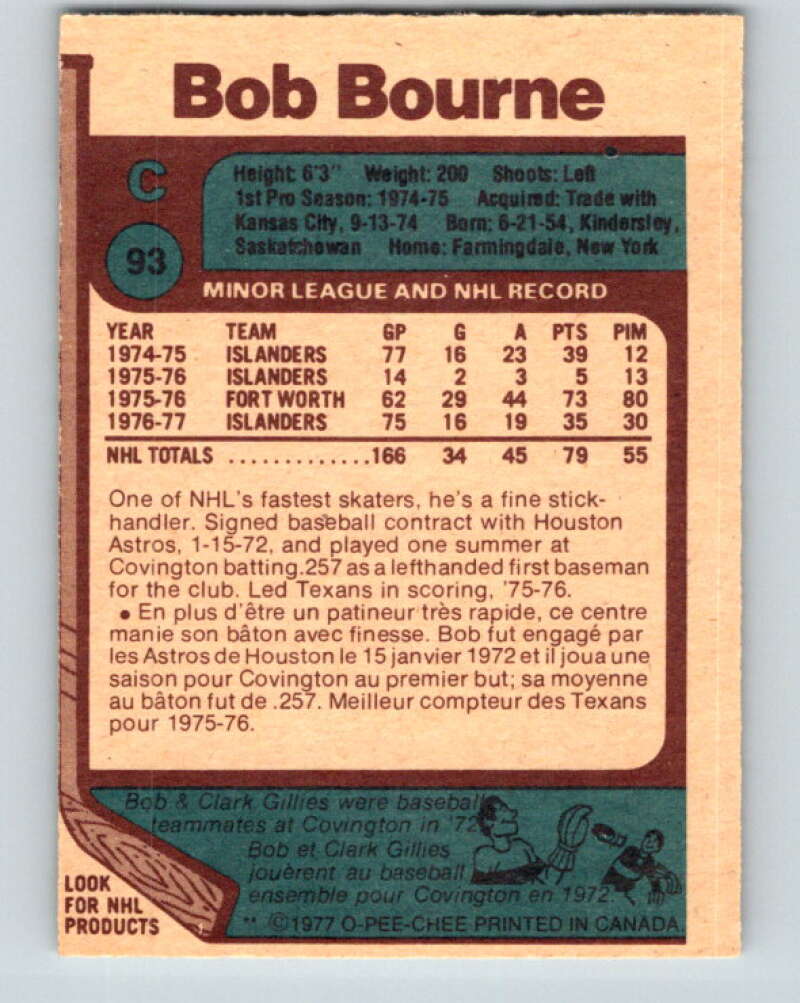 Bob Bourne
C
Height: 6'3" Weight: 200 Shoots: Left
1st Pro Season: 1974-75 Acquired: Trade with
Kansas City, 9-13-74 Born: 6-21-54, Kindersley,
Saskatchewan Home: Farmingdale, New York
93
MINOR LEAGUE AND NHL RECORD
YEAR TEAM GP G A PTS PIM
1974-75 ISLANDERS 77 16 23 39 12
1975-76 ISLANDERS 14 2 3 5 13
1975-76 FORT WORTH 62 29 44 73 80
1976-77 ISLANDERS 75 16 19 35 30
NHL TOTALS .............166 34 45 79 55
One of NHL's fastest skaters, he's a fine stick-
handler. Signed baseball contract with Houston
Astros, 1-15-72, and played one summer at
Covington batting.257 as a lefthanded first baseman
for the club. Led Texans in scoring, '75-76.
• En plus d'être un patineur très rapide, ce centre
manie son bâton avec finesse. Bob fut engagé par
les Astros de Houston le 15 janvier 1972 et il joua une
saison pour Covington au premier but; sa moyenne
au bâton fut de .257. Meilleur compteur des Texans
pour 1975-76.
Bob & Clark Gillies were baseball
teammates at Covington in '72
Bob et Clark Gillies
jouèrent au baseball
ensemble pour Covington en 1972.
LOOK
FOR NHL
PRODUCTS
** ©1977 O-PEE-CHEE PRINTED IN CANADA